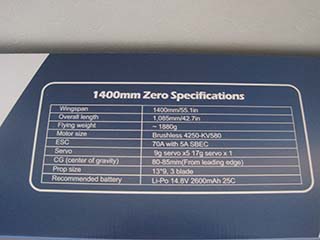 1400mm Zero Specifications
Wingspan 1400mm/55.1in
Overall length 1,085mm/42.7in
Flying weight ~ 1880g
Motor size Brushless 4250-KV580
ESC 70A with 5A SBEC
Servo 9g servo x5 17g servo x 1
CG (center of gravity) 80-85mm(From leading edge)
Prop size 13*9, 3 blade
Recommended battery Li-Po 14.8V 2600mAh 25C